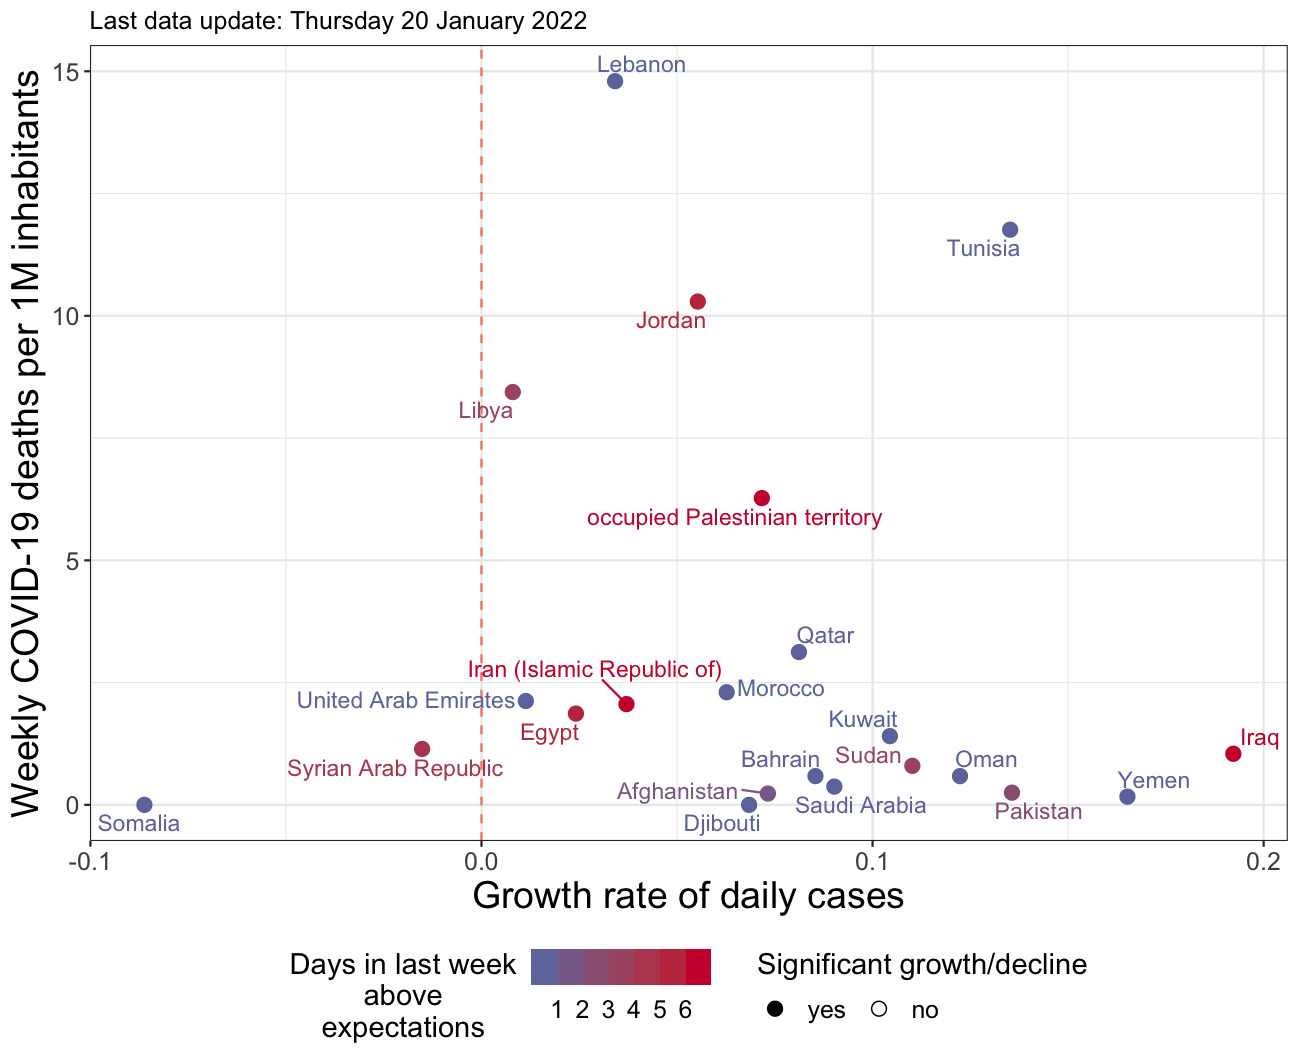 Last data update: Thursday 20 January 2022
Weekly COVID-19 deaths per 1M inhabitants
15
10
5
0
Lebanon
Tunisia
Jordan
Libya
occupied Palestinian territory
Qatar
Iran (Islamic Republic of)
Morocco
United Arab Emirates
Kuwait
Egypt
Iraq
Sudan
Syrian Arab Republic
Bahrain
Oman
Yemen
Afghanistan
Saudi Arabia
Pakistan
Somalia
Djibouti
-0.1
0.0
0.1
0.2
Growth rate of daily cases
Days in last week
above
expectations
1 2 3 4 5 6
Significant growth/decline
yes
no